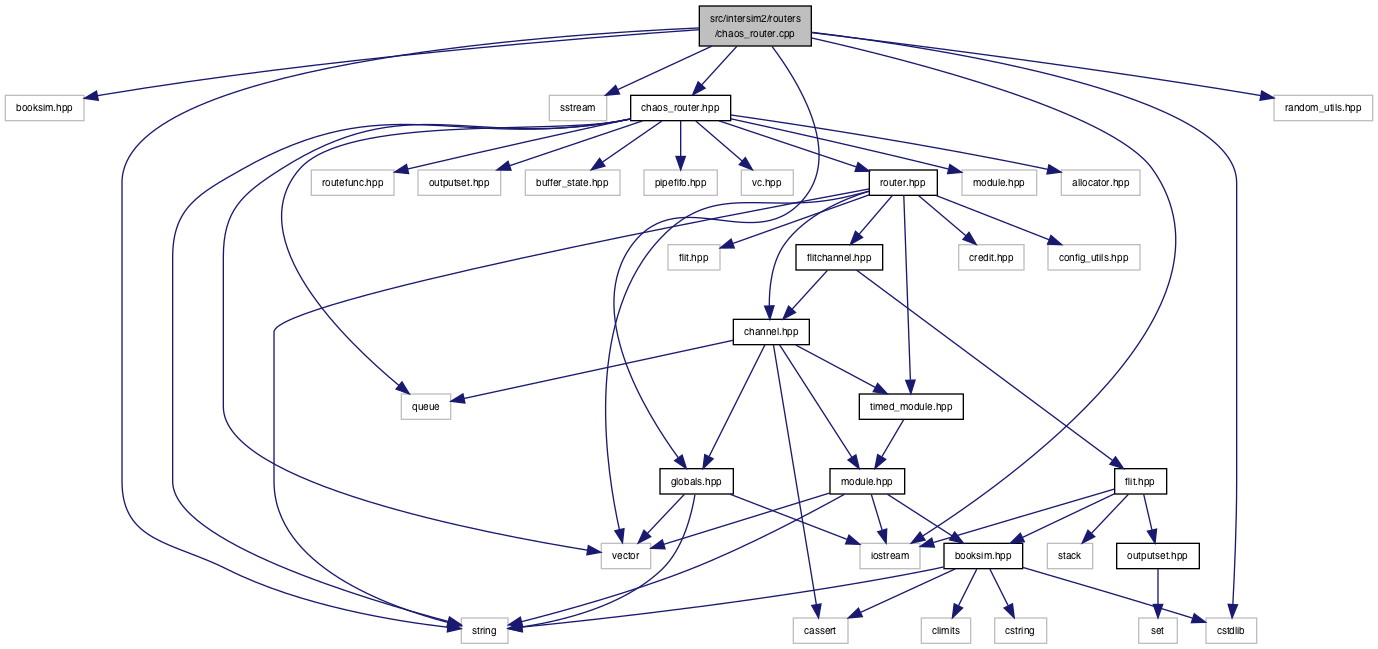 src/intersim2/routers
/chaos_router.cpp
booksim.hpp
sstream
chaos_router.hpp
random_utils.hpp
routefunc.hpp
outputset.hpp
buffer_state.hpp
pipefifo.hpp
vc.hpp
router.hpp
module.hpp
allocator.hpp
flit.hpp
flitchannel.hpp
credit.hpp
config_utils.hpp
channel.hpp
queue
timed_module.hpp
globals.hpp
module.hpp
flit.hpp
vector
iostream
booksim.hpp
stack
outputset.hpp
string
cassert
climits
cstring
set
cstdlib